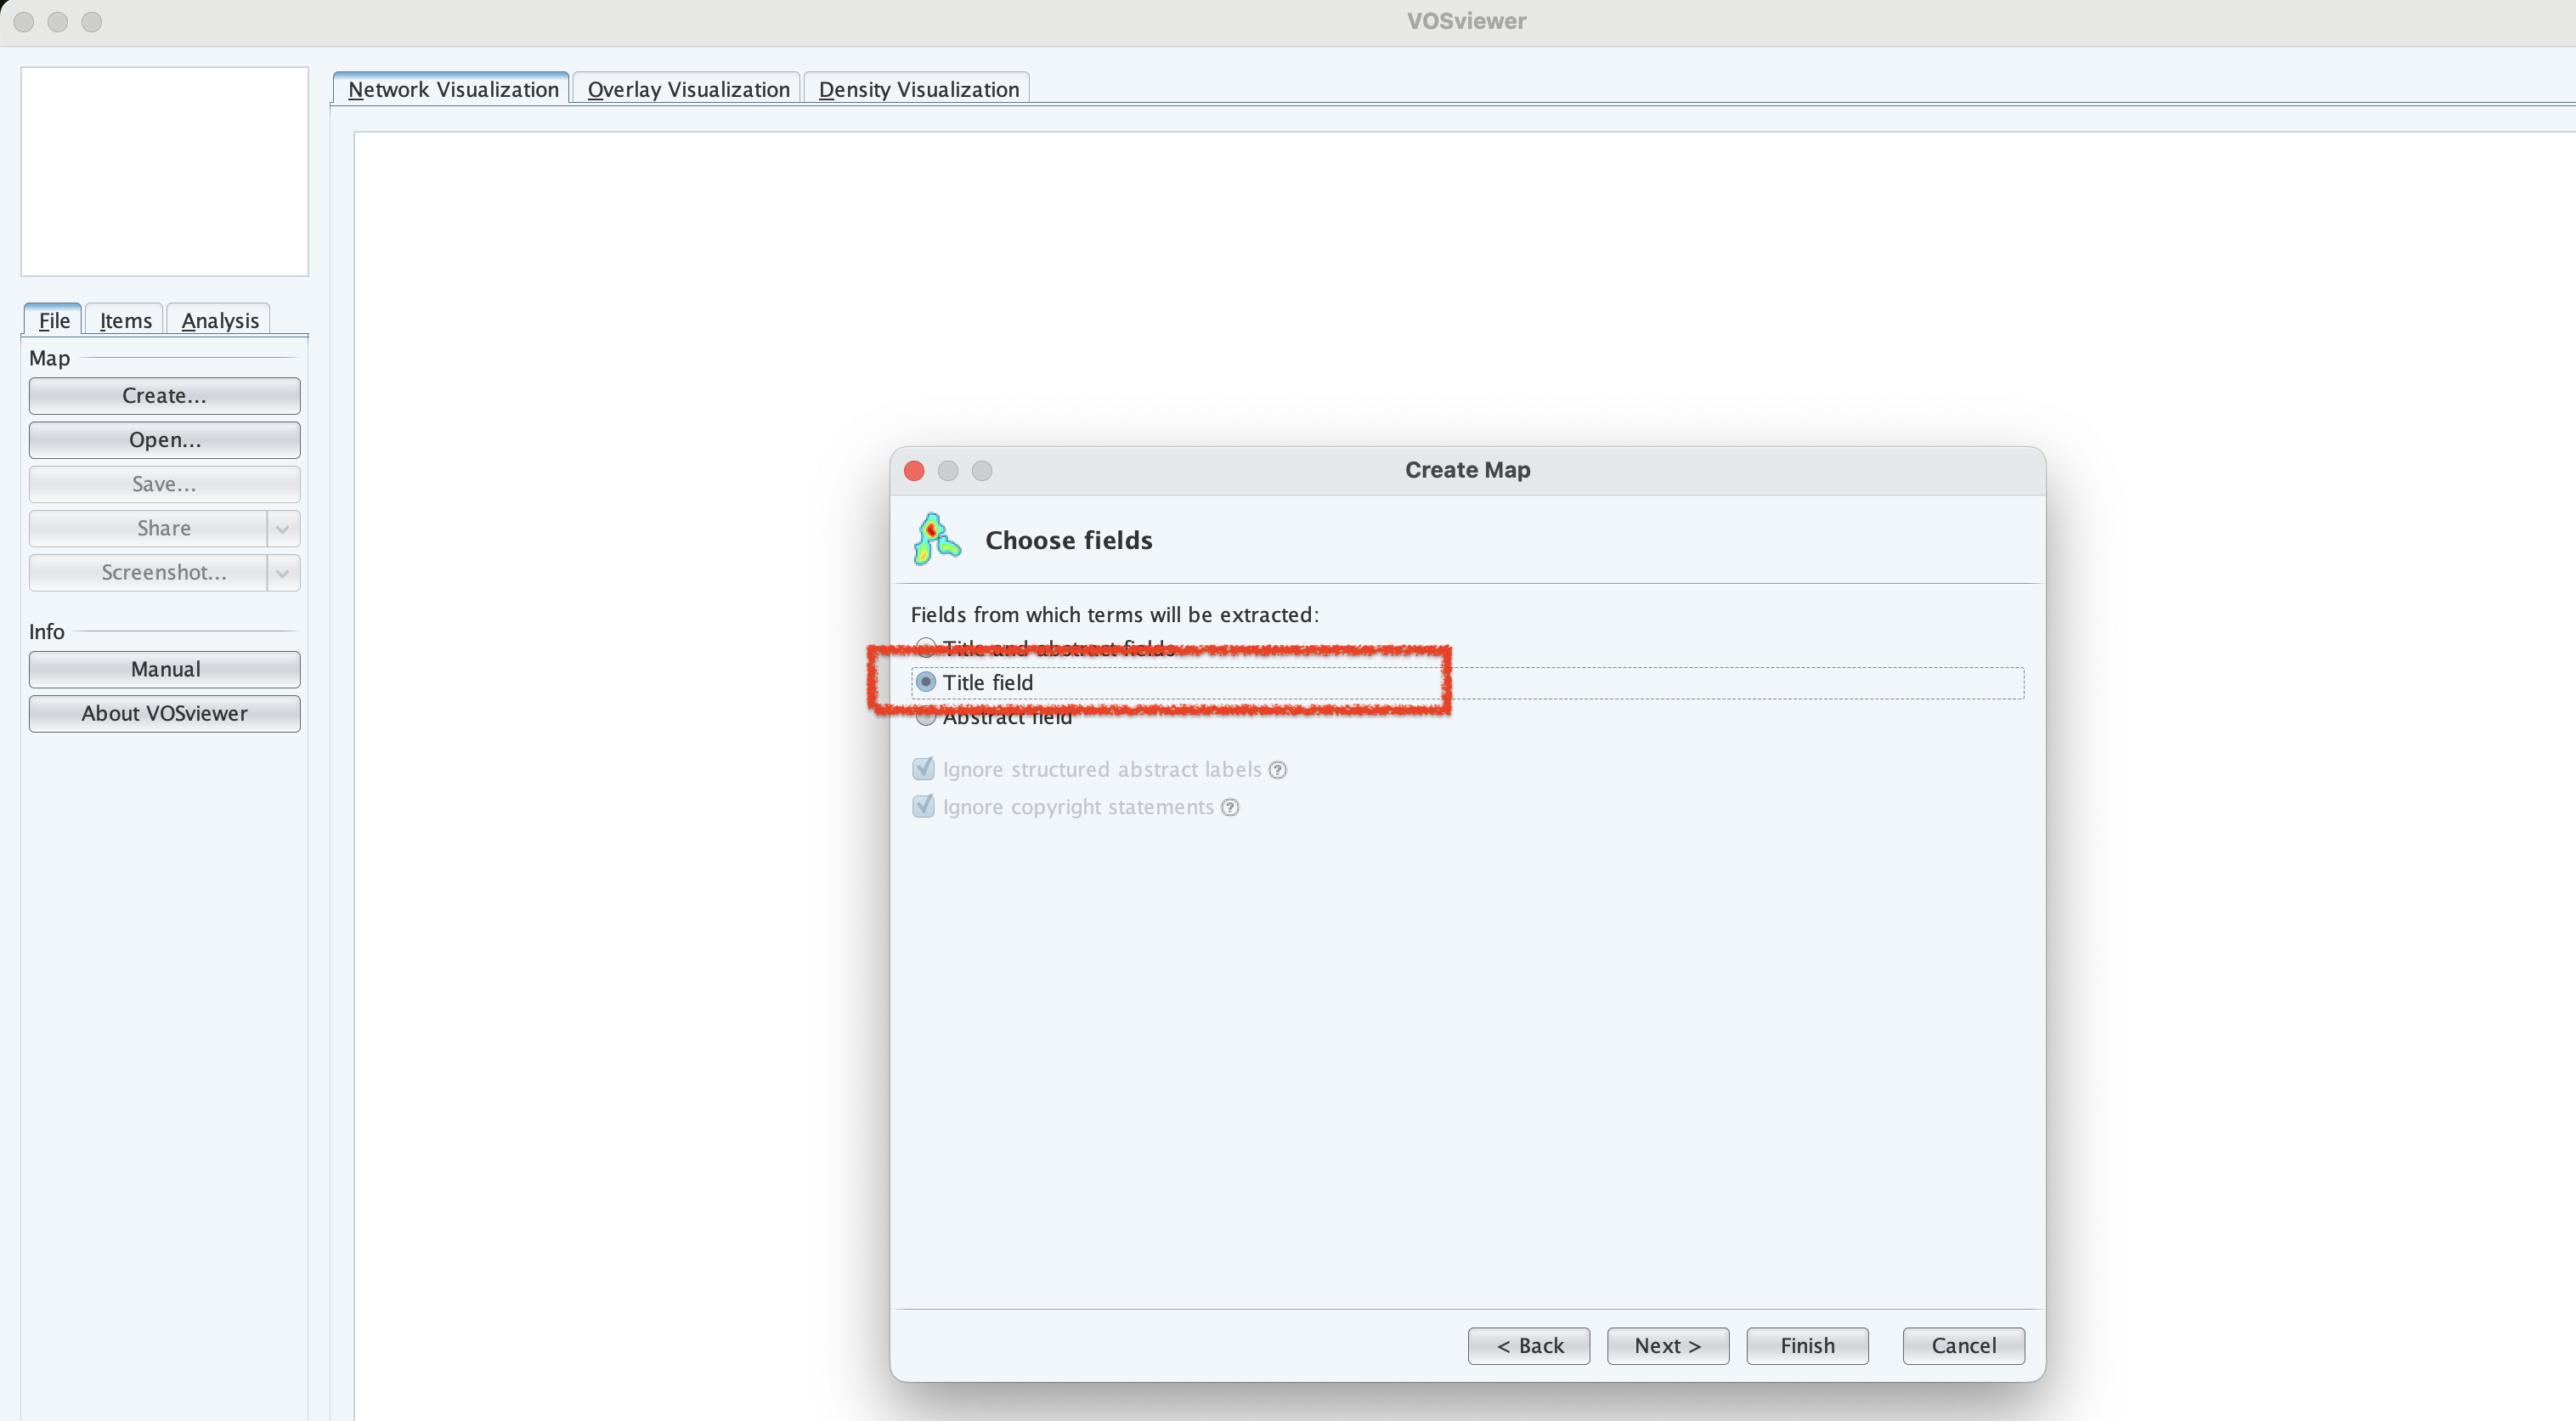 VOSviewer
Network Visualization
Overlay Visualization
Density Visualization
File
Items
Analysis
Map
Create...
Open...
Save...
Share
Screenshot...
Info
Manual
About VOSviewer
Create Map
Choose fields
Fields from which terms will be extracted:
Title and abstract fields
Title field
Abstract field
Ignore structured abstract labels ?
Ignore copyright statements ?
< Back
Next >
Finish
Cancel